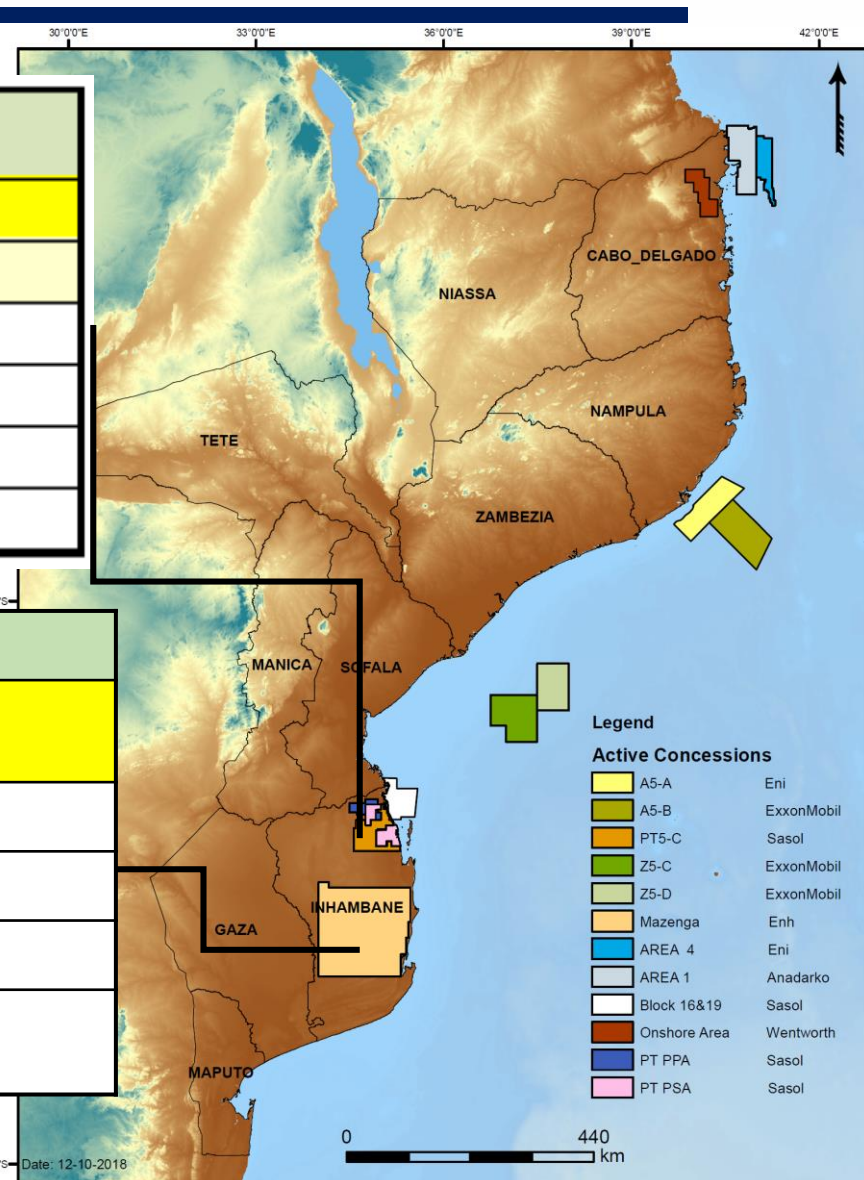 30°0'0"E 33°0'0"E 36°0'0"E 39°0'0"E 42°0'0"E
CABO_DELGADO
NIASSA
NAMPULA
TETE
ZAMBEZIA
MANICA
SOFALA
INHAMBANE
GAZA
MAPUTO
Legend
Active Concessions
A5-A Eni
A5-B ExxonMobil
PT5-C Sasol
Z5-C ExxonMobil
Z5-D ExxonMobil
Mazenga Enh
AREA 4 Eni
AREA 1 Anadarko
Block 16&19 Sasol
Onshore Area Wentworth
PT PPA Sasol
PT PSA Sasol
0 440
km
Date: 12-10-2018